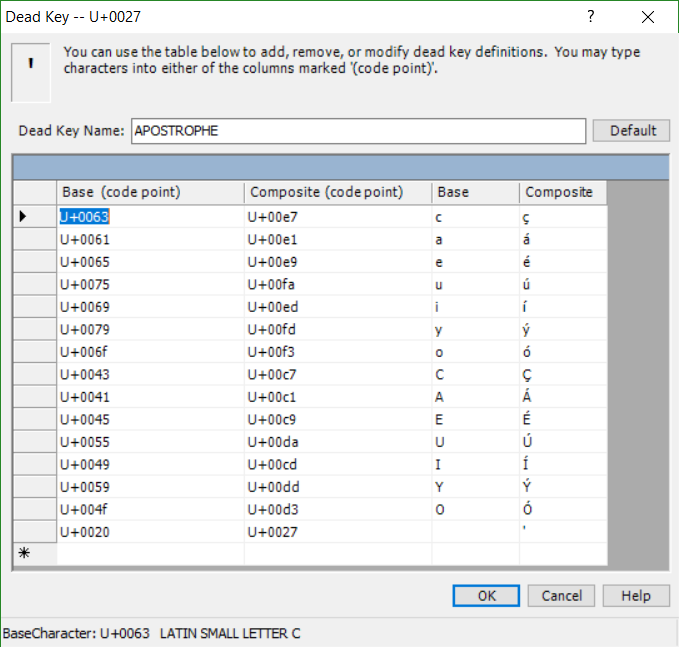 Dead Key -- U+0027
?
'
You can use the table below to add, remove, or modify dead key definitions. You may type
characters into either of the columns marked '(code point)'.
Dead Key Name: APOSTROPHE Default
Base (code point) Composite (code point) Base Composite
U+0063 U+00e7 c ç
U+0061 U+00e1 a á
U+0065 U+00e9 e é
U+0075 U+00fa u ú
U+0069 U+00ed i í
U+0079 U+00fd y ý
U+006f U+00f3 o ó
U+0043 U+00c7 C Ç
U+0041 U+00c1 A Á
U+0045 U+00c9 E É
U+0055 U+00da U Ú
U+0049 U+00cd I Í
U+0059 U+00dd Y Ý
U+004f U+00d3 O Ó
U+0020 U+0027 '
OK Cancel Help
BaseCharacter: U+0063 LATIN SMALL LETTER C